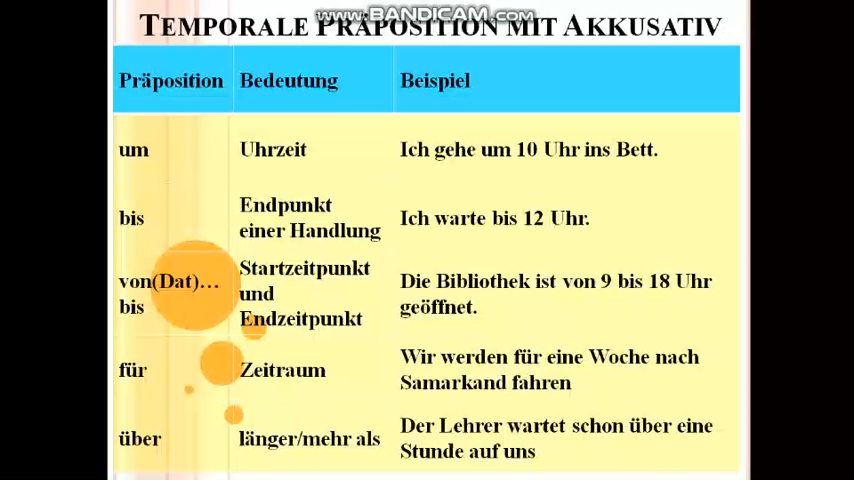 www.BANDICAM.com
TEMPORALE PRÄPOSITION MIT AKKUSATIV
Präposition Bedeutung Beispiel
um Uhrzeit Ich gehe um 10 Uhr ins Bett.
bis Endpunkt
einer Handlung Ich warte bis 12 Uhr.
von(Dat)…
bis Startzeitpunkt
und
Endzeitpunkt Die Bibliothek ist von 9 bis 18 Uhr
geöffnet.
für Zeitraum Wir werden für eine Woche nach
Samarkand fahren
über länger/mehr als Der Lehrer wartet schon über eine
Stunde auf uns